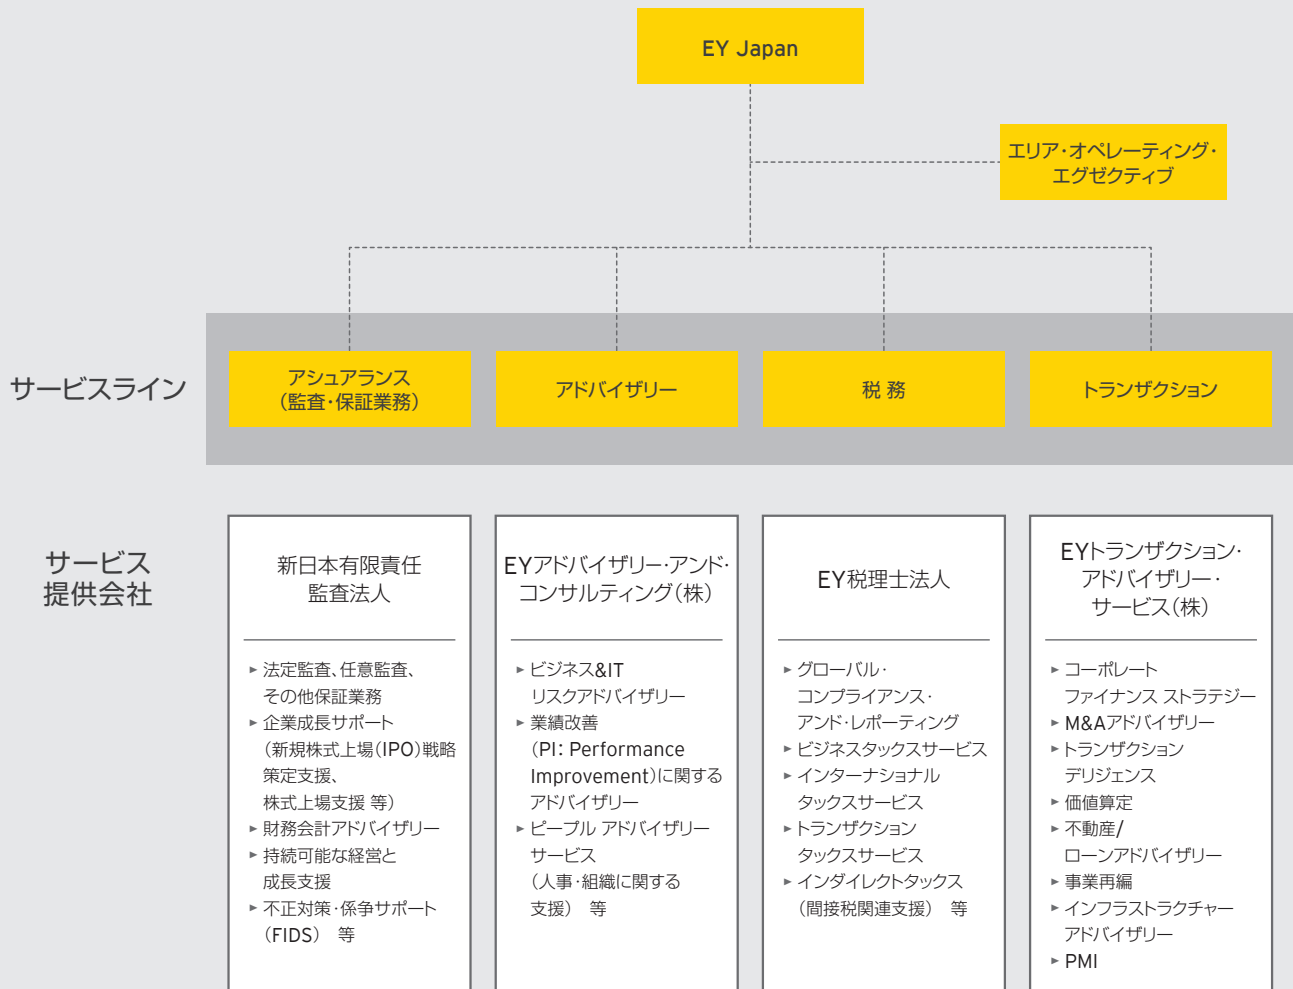 EY Japan
エリア・オペレーティング・
エグゼクティブ
サービスライン
アシュアランス
（監査・保証業務）
アドバイザリー
税 務
トランザクション
サービス
提供会社
新日本有限責任
監査法人
► 法定監査、任意監査、
その他保証業務
► 企業成長サポート
（新規株式上場（IPO）戦略
策定支援、
株式上場支援 等）
► 財務会計アドバイザリー
► 持続可能な経営と
成長支援
► 不正対策・係争サポート
（FIDS） 等
EYアドバイザリー・アンド・
コンサルティング（株）
► ビジネス&IT
リスクアドバイザリー
► 業績改善
（PI： Performance
Improvement）に関する
アドバイザリー
► ピープル アドバイザリー
サービス
（人事・組織に関する
支援） 等
EY税理士法人
► グローバル・
コンプライアンス・
アンド・レポーティング
► ビジネスタックスサービス
► インターナショナル
タックスサービス
► トランザクション
タックスサービス
► インダイレクトタックス
（間接税関連支援） 等
EYトランザクション・
アドバイザリー・
サービス（株）
► コーポレート
ファイナンス ストラテジー
► M&Aアドバイザリー
► トランザクション
デリジェンス
► 価値算定
► 不動産/
ローンアドバイザリー
► 事業再編
► インフラストラクチャー
アドバイザリー
► PMI